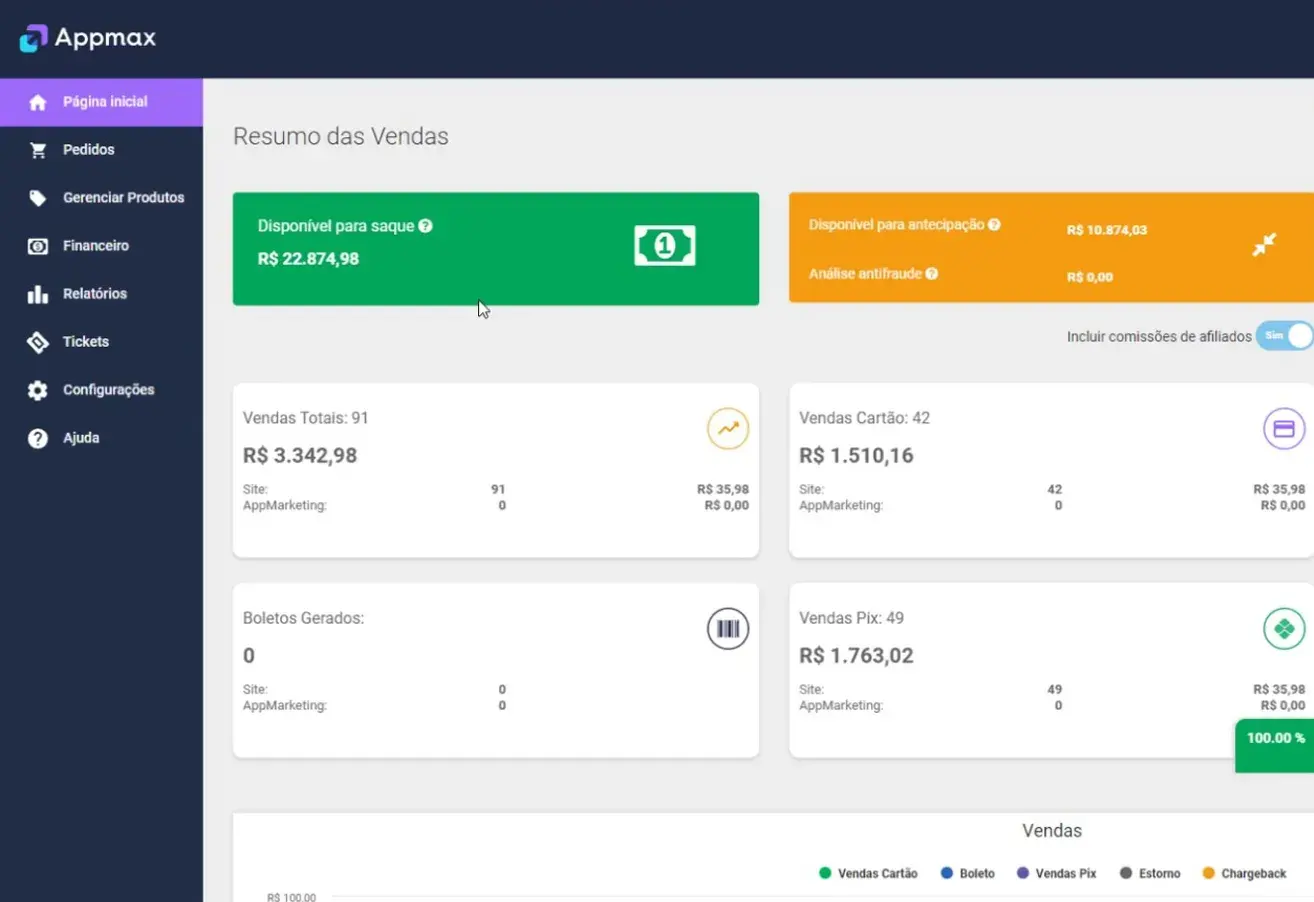 Appmax
Página inicial
Pedidos
Gerenciar Produtos
Financeiro
Relatórios
Tickets
Configurações
Ajuda
Resumo das Vendas
Disponível para saque
R$ 22.874,98
Disponível para antecipação R$ 10.874,03
Análise antifraude R$ 0,00
Incluir comissões de afiliados Sim
Vendas Totais: 91
R$ 3.342,98
Site: 91 R$ 35,98
AppMarketing: 0 R$ 0,00
Vendas Cartão: 42
R$ 1.510,16
Site: 42 R$ 35,98
AppMarketing: 0 R$ 0,00
Boletos Gerados:
0
Site: 0
AppMarketing: 0
Vendas Pix: 49
R$ 1.763,02
Site: 49 R$ 35,98
AppMarketing: 0 R$ 0,00
100.00 %
Vendas
Vendas Cartão Boleto Vendas Pix Estorno Chargeback
R$ 100.00